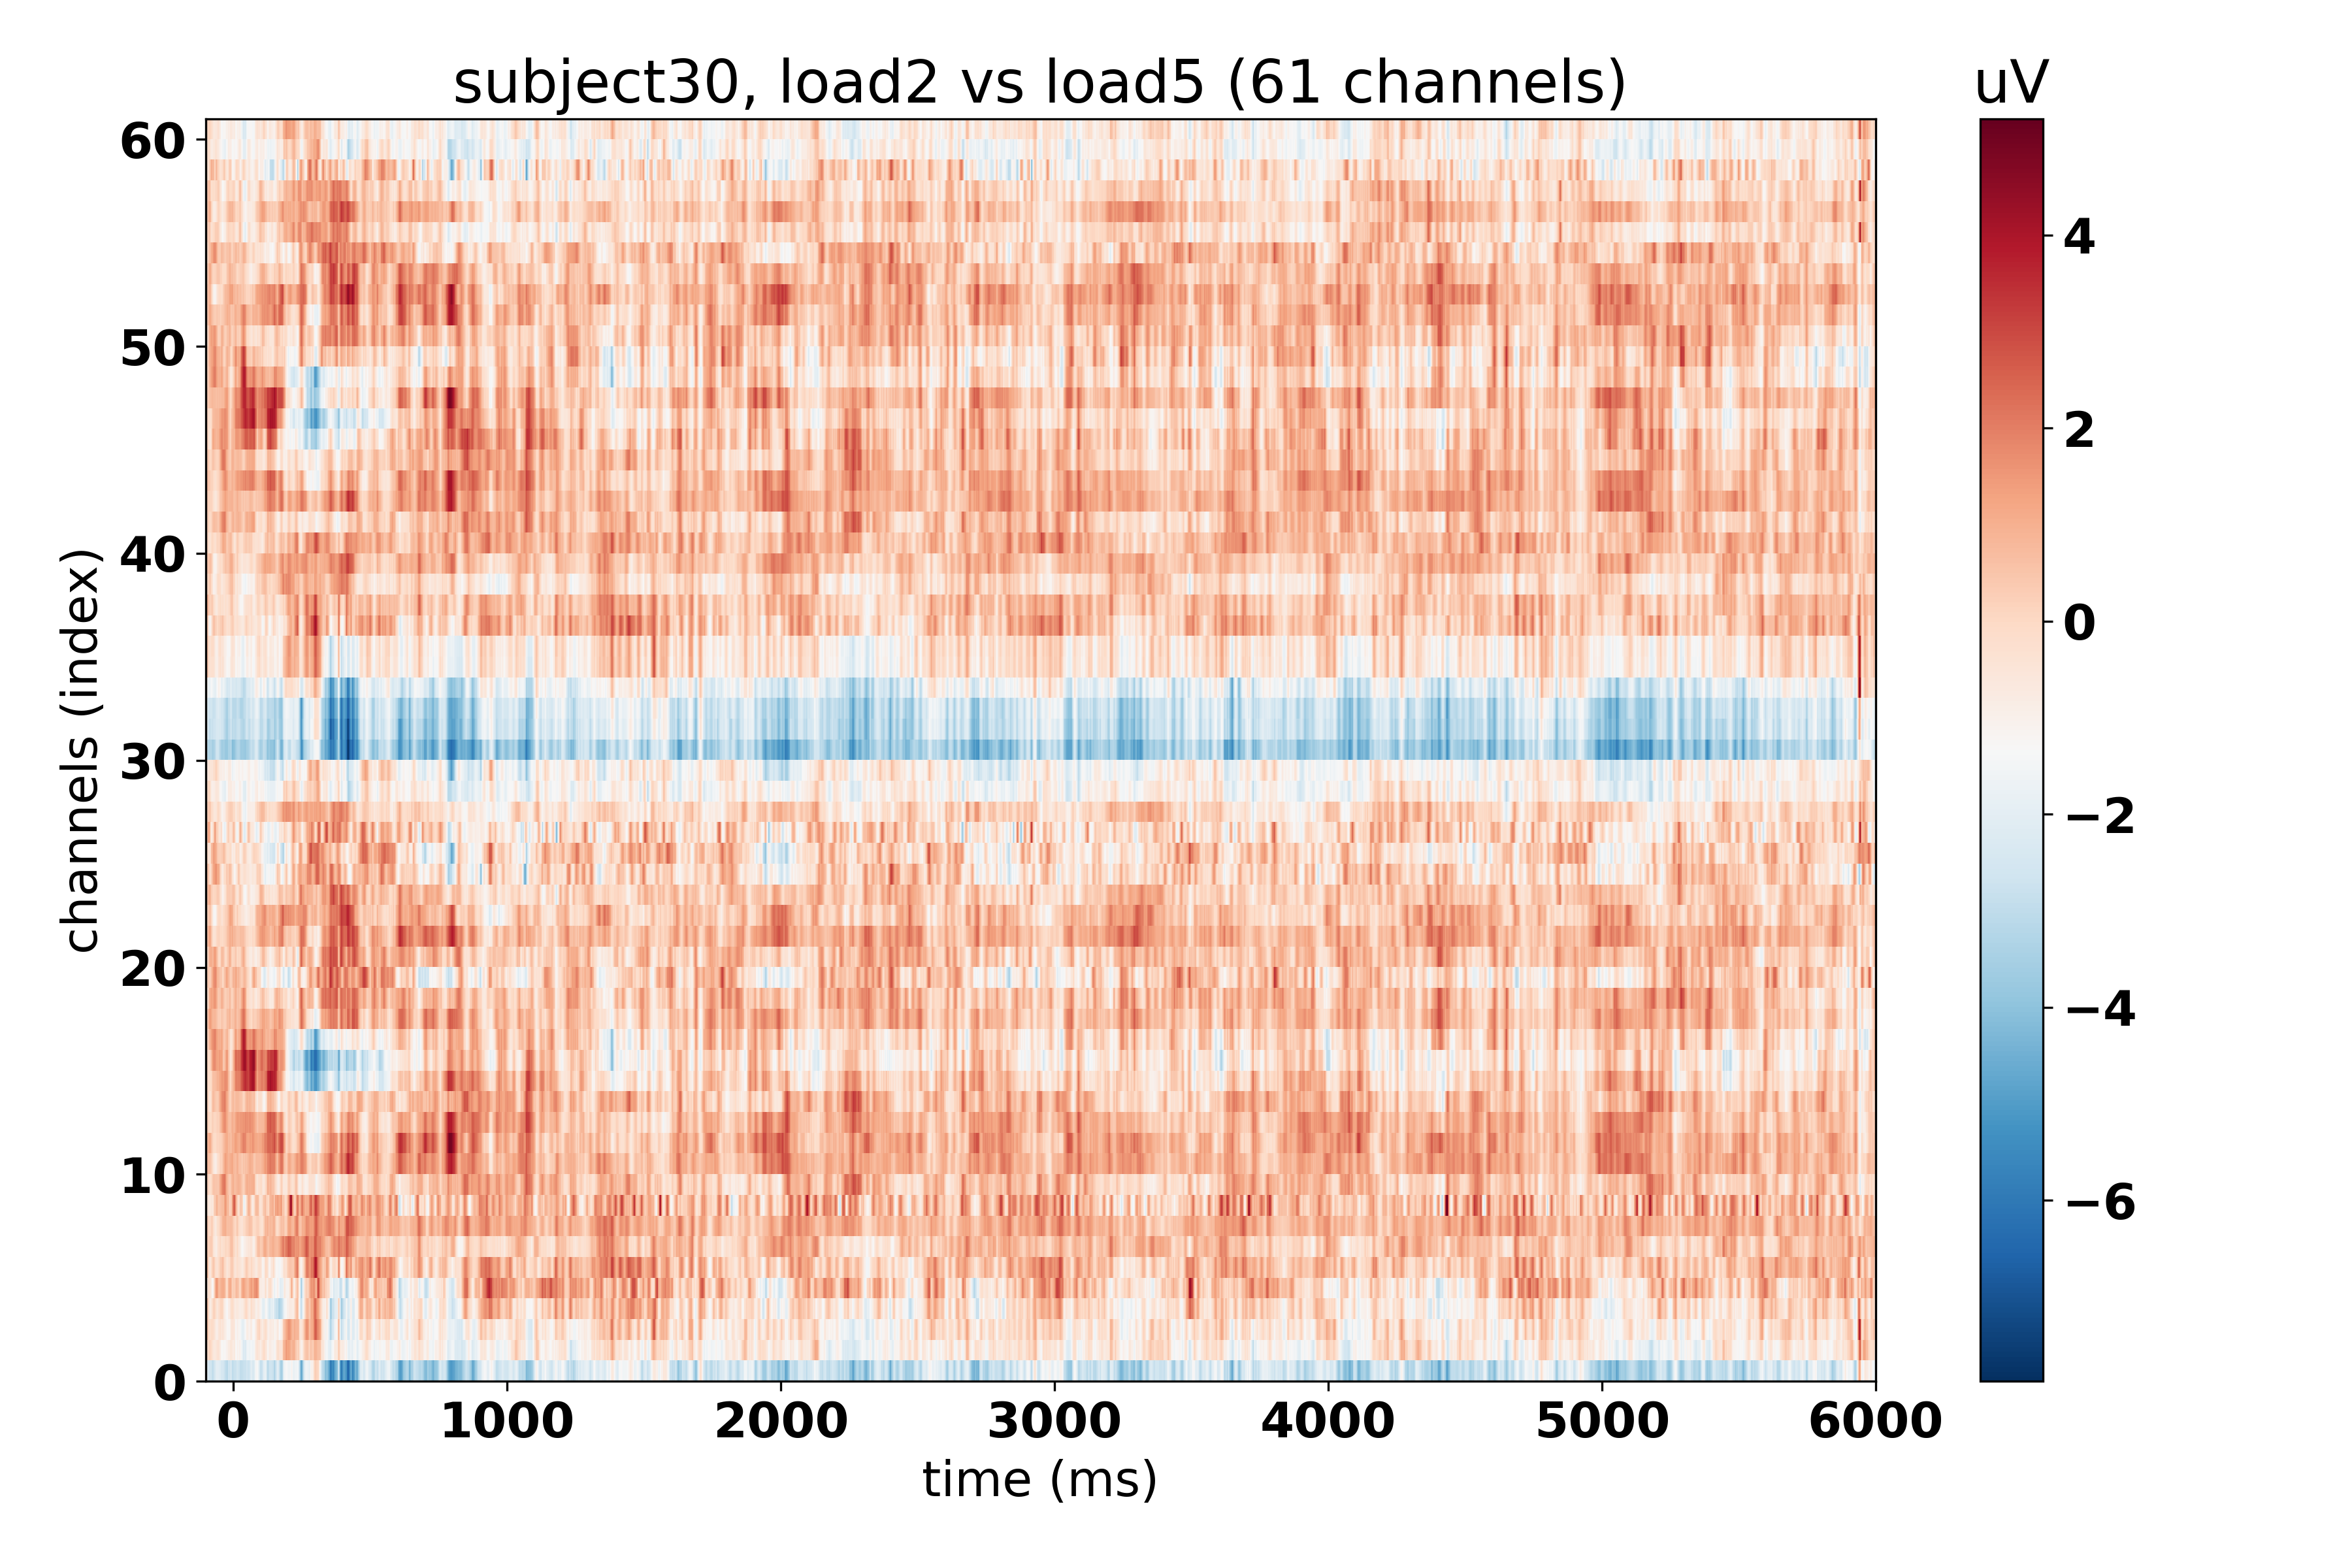 subject30, load2 vs load5 (61 channels)
uV
60
50
40
30
20
10
0
channels (index)
0 1000 2000 3000 4000 5000 6000
time (ms)
4
2
0
−2
−4
−6